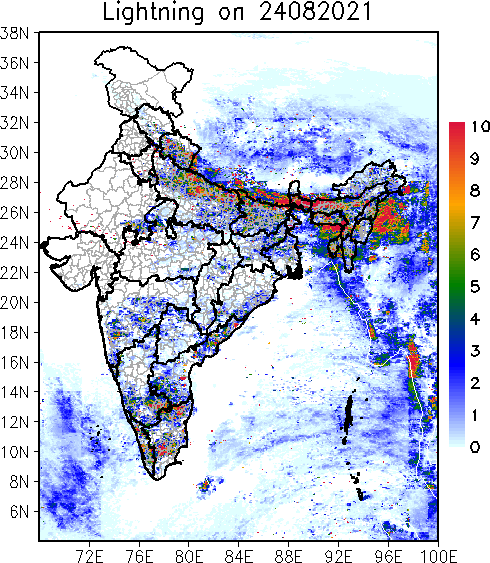 Lightning on 24082021
38N
36N
34N
32N
30N
28N
26N
24N
22N
20N
18N
16N
14N
12N
10N
8N
6N
72E 76E 80E 84E 88E 92E 96E 100E
10
9
8
7
6
5
4
3
2
1
0